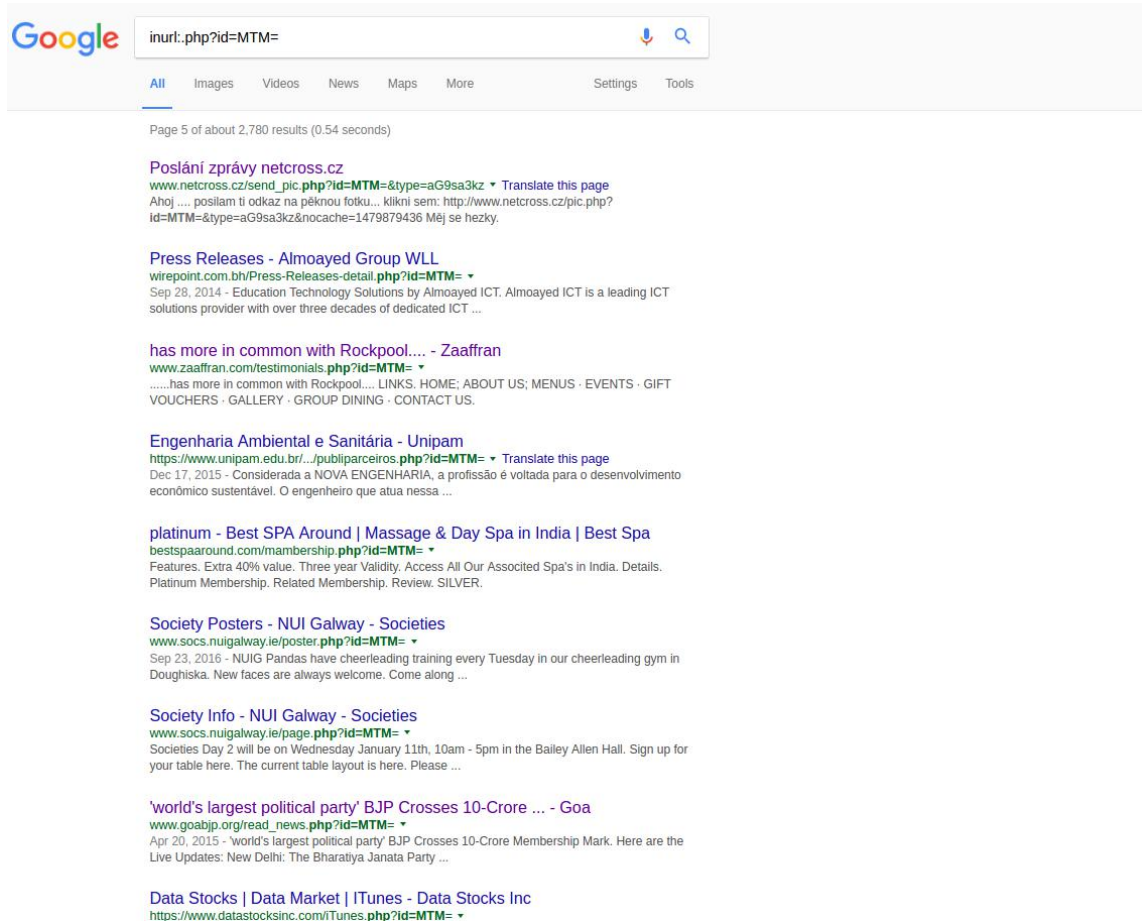 Google
inurl:.php?id=MTM=
All Images Videos News Maps More Settings Tools
Page 5 of about 2,780 results (0.54 seconds)
Poslání zprávy netcross.cz
www.netcross.cz/send_pic.php?id=MTM=&type=aG9sa3kz Translate this page
Ahoj .... posilam ti odkaz na pěknou fotku... klikni sem: http://www.netcross.cz/pic.php?
id=MTM=&type=aG9sa3kz&nocache=1479879436 Měj se hezky.
Press Releases - Almoayed Group WLL
wirepoint.com.bh/Press-Releases-detail.php?id=MTM=
Sep 28, 2014 - Education Technology Solutions by Almoayed ICT. Almoayed ICT is a leading ICT
solutions provider with over three decades of dedicated ICT ...
has more in common with Rockpool.... - Zaaffran
www.zaaffran.com/testimonials.php?id=MTM=
......has more in common with Rockpool.... LINKS. HOME; ABOUT US; MENUS · EVENTS · GIFT
VOUCHERS · GALLERY · GROUP DINING · CONTACT US.
Engenharia Ambiental e Sanitária - Unipam
https://www.unipam.edu.br/.../publiparceiros.php?id=MTM= Translate this page
Dec 17, 2015 - Considerada a NOVA ENGENHARIA, a profissão é voltada para o desenvolvimento
econômico sustentável. O engenheiro que atua nessa ...
platinum - Best SPA Around | Massage & Day Spa in India | Best Spa
bestspaaround.com/mambership.php?id=MTM=
Features. Extra 40% value. Three year Validity. Access All Our Associted Spa's in India. Details.
Platinum Membership. Related Membership. Review. SILVER.
Society Posters - NUI Galway - Societies
www.socs.nuigalway.ie/poster.php?id=MTM=
Sep 23, 2016 - NUIG Pandas have cheerleading training every Tuesday in our cheerleading gym in
Doughiska. New faces are always welcome. Come along ...
Society Info - NUI Galway - Societies
www.socs.nuigalway.ie/page.php?id=MTM=
Societies Day 2 will be on Wednesday January 11th, 10am - 5pm in the Bailey Allen Hall. Sign up for
your table here. The current table layout is here. Please ...
'world's largest political party' BJP Crosses 10-Crore ... - Goa
www.goabjp.org/read_news.php?id=MTM=
Apr 20, 2015 - 'world's largest political party' BJP Crosses 10-Crore Membership Mark. Here are the
Live Updates: New Delhi: The Bharatiya Janata Party ...
Data Stocks | Data Market | ITunes - Data Stocks Inc
https://www.datastocksinc.com/iTunes.php?id=MTM=